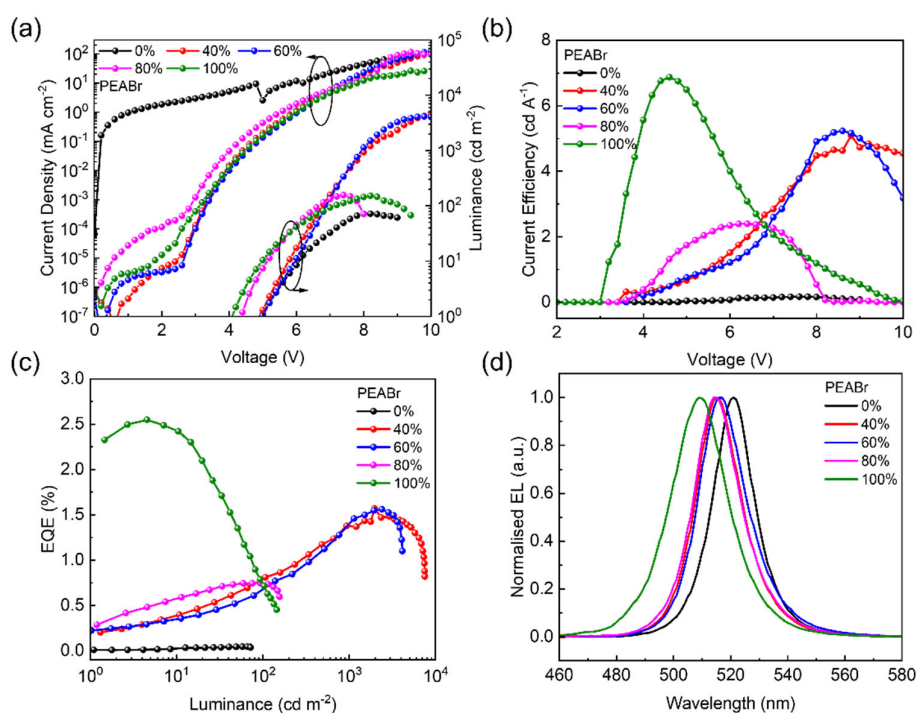 (a)
0% 40% 60%
80% 100%
PEABr
Current Density (mA cm-2)
10² 10¹ 10⁰ 10⁻¹ 10⁻² 10⁻³ 10⁻⁴ 10⁻⁵ 10⁻⁶ 10⁻⁷
Luminance (cd m-2)
10⁵ 10⁴ 10³ 10² 10¹ 10⁰
0 2 4 6 8 10
Voltage (V)
(b)
PEABr
0%
40%
60%
80%
100%
Current Efficiency (cd A-1)
8 6 4 2 0
2 4 6 8 10
Voltage (V)
(c)
PEABr
0%
40%
60%
80%
100%
EQE (%)
3.0 2.5 2.0 1.5 1.0 0.5 0.0
10⁰ 10¹ 10² 10³ 10⁴
Luminance (cd m-2)
(d)
PEABr
0%
40%
60%
80%
100%
Normalised EL (a.u.)
1.0 0.8 0.6 0.4 0.2 0.0
460 480 500 520 540 560 580
Wavelength (nm)